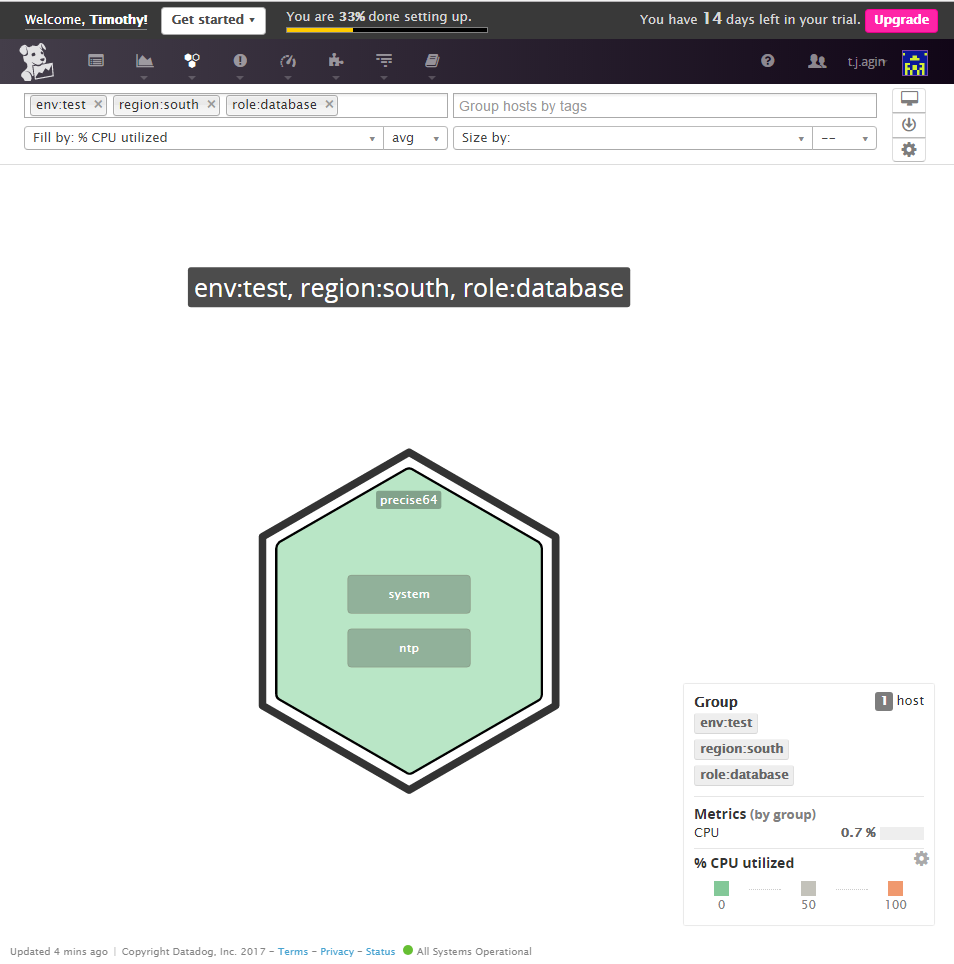 Welcome, Timothy!
Get started
You are 33% done setting up.
You have 14 days left in your trial.
Upgrade
t.j.agin
env:test ×
region:south ×
role:database ×
Group hosts by tags
Fill by: % CPU utilized
avg
Size by:
--
env:test, region:south, role:database
precise64
system
ntp
Group
1 host
env:test
region:south
role:database
Metrics (by group)
CPU
0.7 %
% CPU utilized
0
50
100
Updated 4 mins ago | Copyright Datadog, Inc. 2017 – Terms – Privacy – Status All Systems Operational